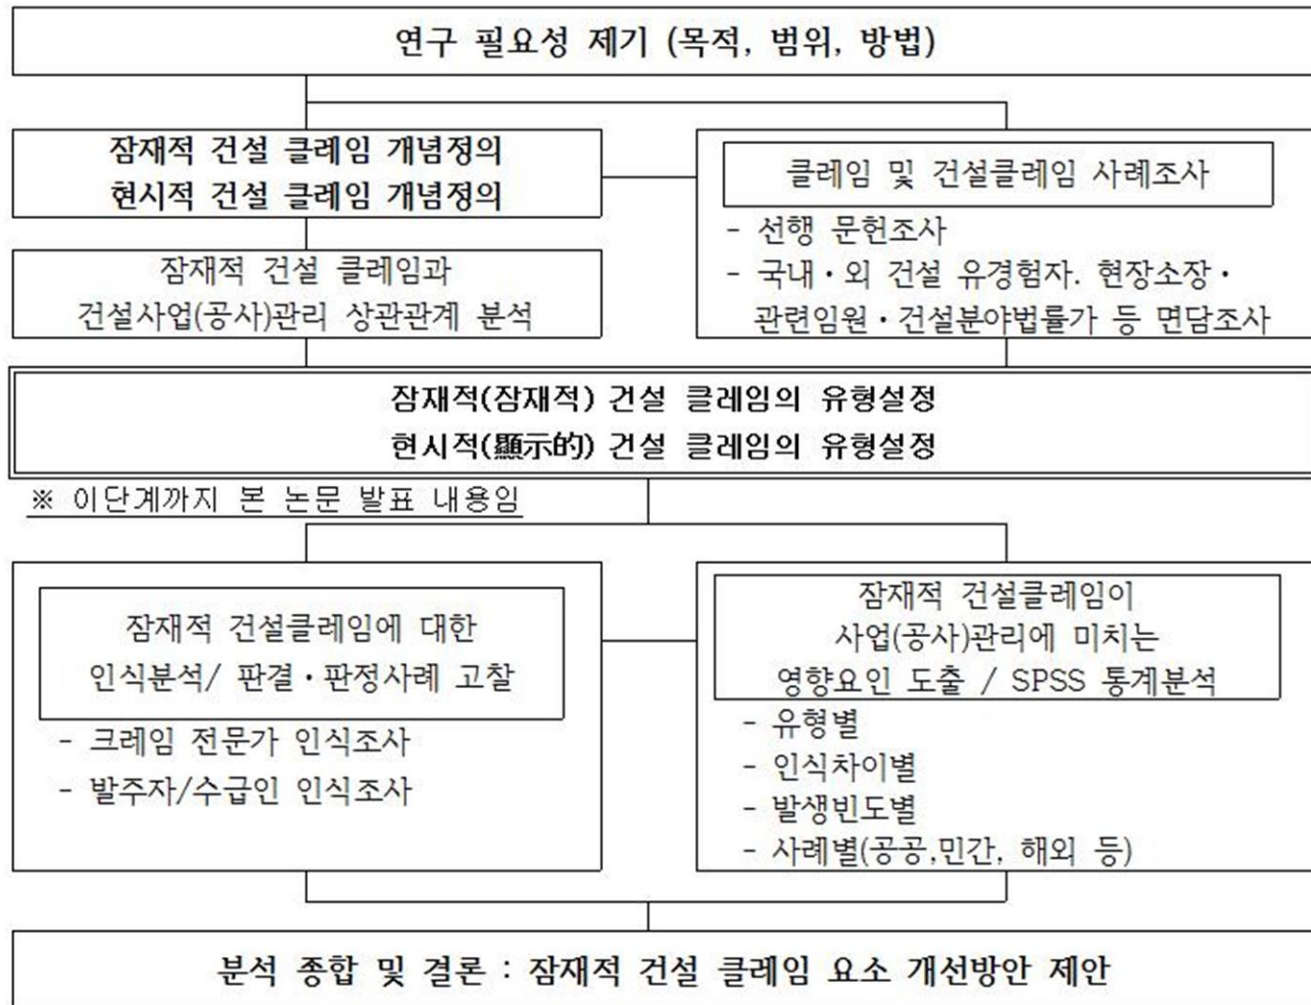 연구 필요성 제기 (목적, 범위, 방법)
잠재적 건설 클레임 개념정의
현시적 건설 클레임 개념정의
잠재적 건설 클레임과
건설사업(공사)관리 상관관계 분석
클레임 및 건설클레임 사례조사
- 선행 문헌조사
- 국내・외 건설 유경험자. 현장소장・
관련임원・건설분야법률가 등 면담조사
잠재적(잠재적) 건설 클레임의 유형설정
현시적(顯示的) 건설 클레임의 유형설정
※ 이단계까지 본 논문 발표 내용임
잠재적 건설클레임에 대한
인식분석/ 판결・판정사례 고찰
- 크레임 전문가 인식조사
- 발주자/수급인 인식조사
잠재적 건설클레임이
사업(공사)관리에 미치는
영향요인 도출 / SPSS 통계분석
- 유형별
- 인식차이별
- 발생빈도별
- 사례별(공공,민간, 해외 등)
분석 종합 및 결론 : 잠재적 건설 클레임 요소 개선방안 제안